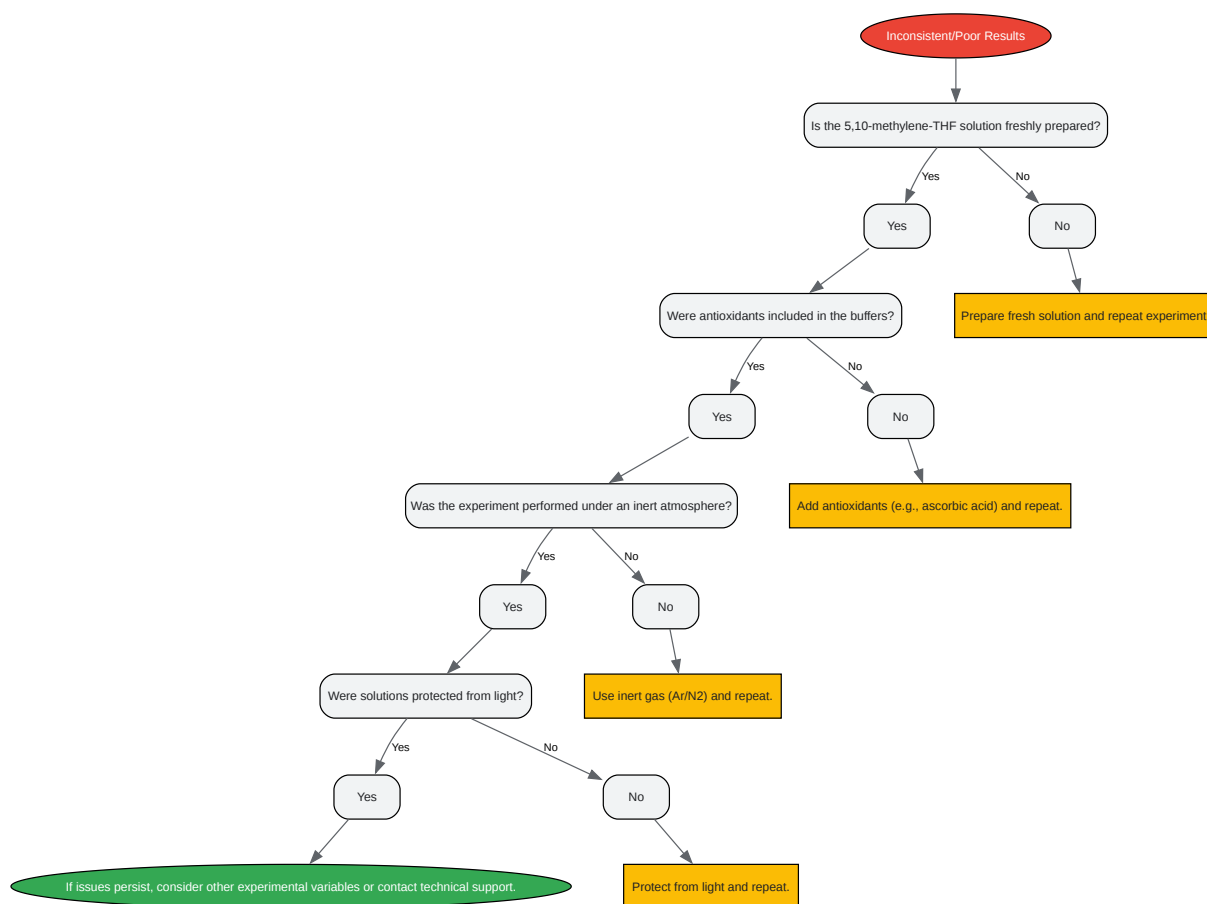 Inconsistent/Poor Results
Is the 5,10-methylene-THF solution freshly prepared?
Yes
No
Yes
No
Were antioxidants included in the buffers?
Prepare fresh solution and repeat experiment
Yes
No
Yes
No
Was the experiment performed under an inert atmosphere?
Add antioxidants (e.g., ascorbic acid) and repeat.
Yes
No
Yes
No
Were solutions protected from light?
Use inert gas (Ar/N2) and repeat.
Yes
No
Yes
No
If issues persist, consider other experimental variables or contact technical support.
Protect from light and repeat.